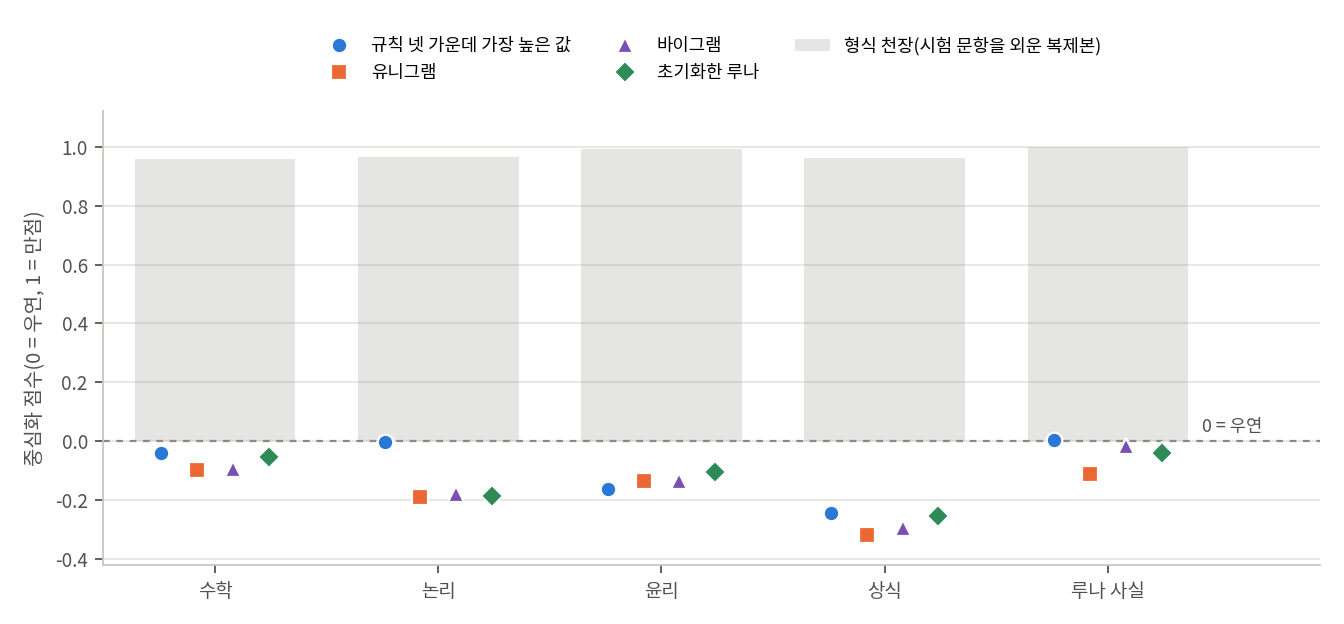 규칙 넷 가운데 가장 높은 값
유니그램
바이그램
초기화한 루나
형식 천장(시험 문항을 외운 복제본)
중심화 점수(0 = 우연, 1 = 만점)
1.0
0.8
0.6
0.4
0.2
0.0
-0.2
-0.4
0 = 우연
수학
논리
윤리
상식
루나 사실